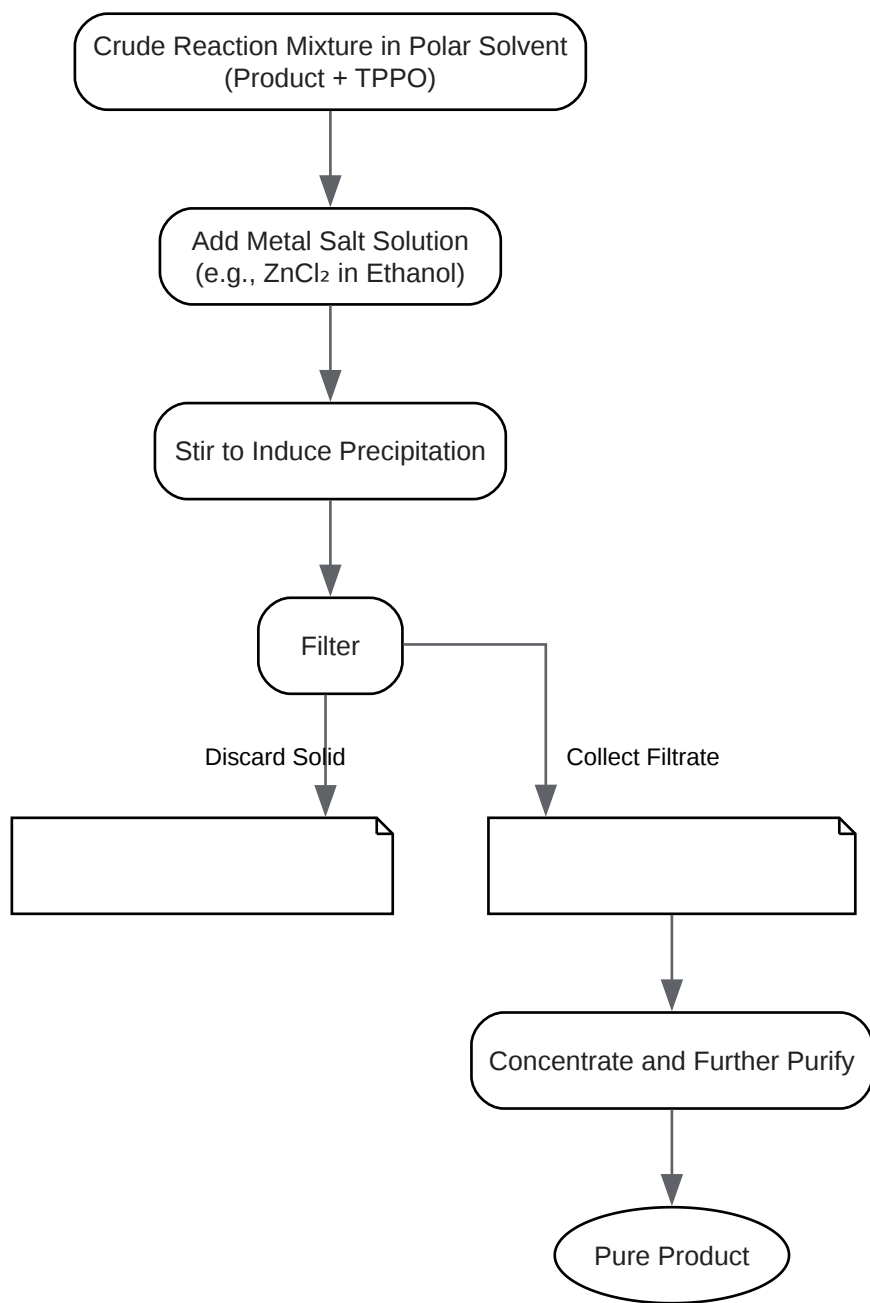 Crude Reaction Mixture in Polar Solvent
(Product + TPPO)
Add Metal Salt Solution
(e.g., ZnCl₂ in Ethanol)
Stir to Induce Precipitation
Filter
Discard Solid
Collect Filtrate
Concentrate and Further Purify
Pure Product